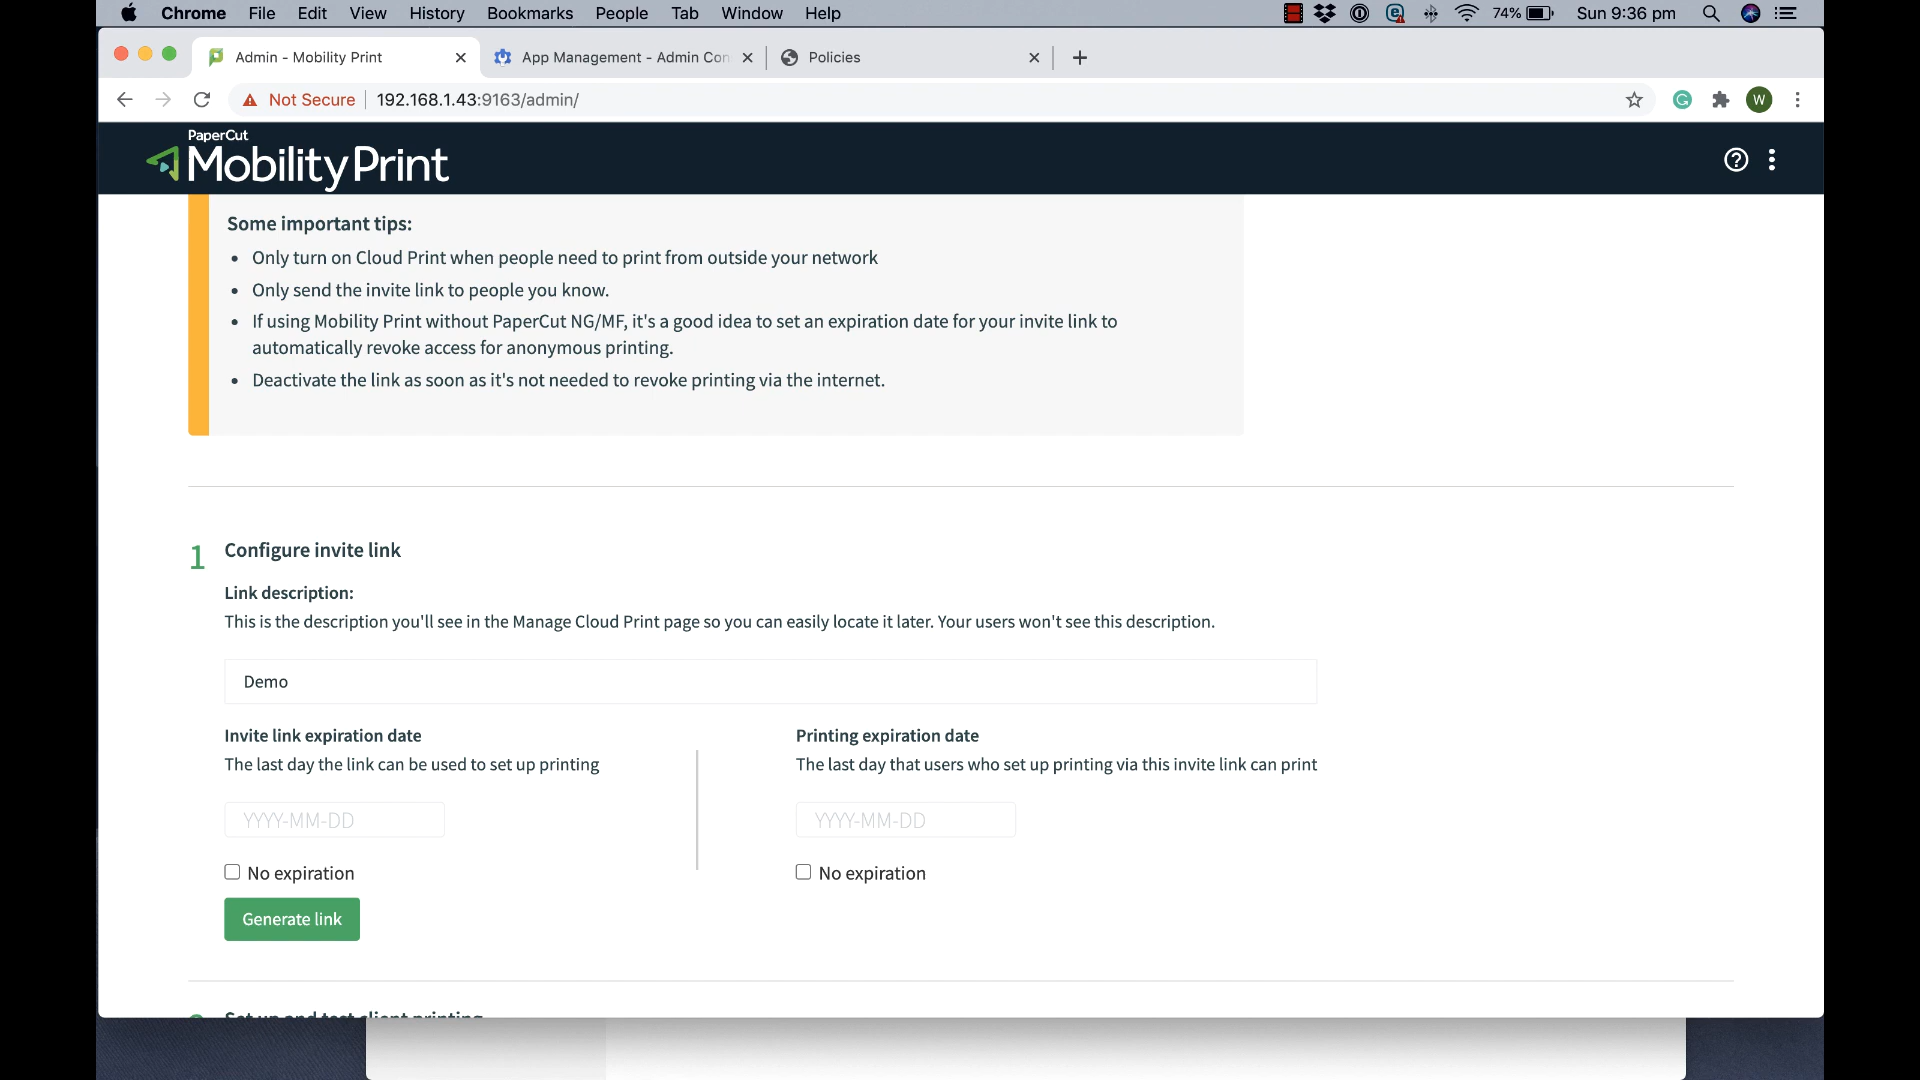 Chrome File Edit View History Bookmarks People Tab Window Help 74% Sun 9:36 pm
Admin - Mobility Print App Management - Admin Con Policies
Not Secure 192.168.1.43:9163/admin/ W
PaperCut
Mobility Print
Some important tips:
• Only turn on Cloud Print when people need to print from outside your network
• Only send the invite link to people you know.
• If using Mobility Print without PaperCut NG/MF, it's a good idea to set an expiration date for your invite link to
automatically revoke access for anonymous printing.
• Deactivate the link as soon as it's not needed to revoke printing via the internet.
1 Configure invite link
Link description:
This is the description you'll see in the Manage Cloud Print page so you can easily locate it later. Your users won't see this description.
Demo
Invite link expiration date
The last day the link can be used to set up printing
YYYY-MM-DD
No expiration
Printing expiration date
The last day that users who set up printing via this invite link can print
YYYY-MM-DD
No expiration
Generate link
Set up and test client printing